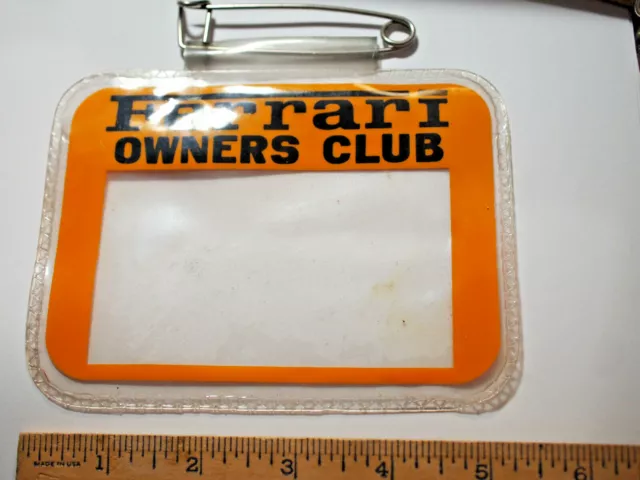 Ferrari
OWNERS CLUB
MADE IN USA 1 2 3 4 5 6